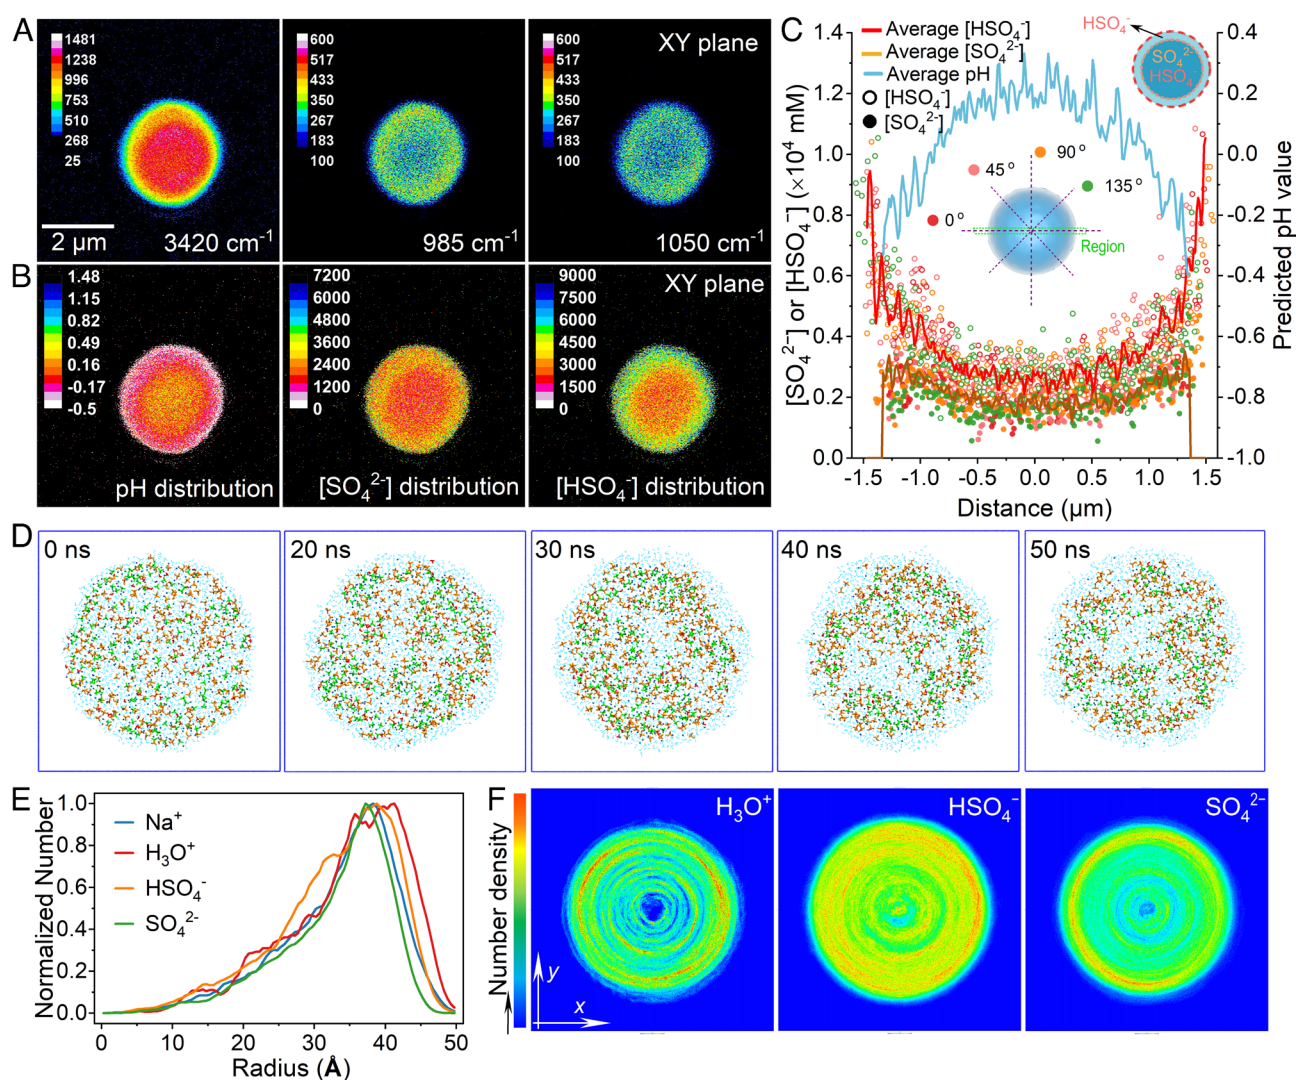 A
1481
1238
996
753
510
268
25
2 µm
3420 cm⁻¹
600
517
433
350
267
183
100
985 cm⁻¹
600
517
433
350
267
183
100
XY plane
1050 cm⁻¹
B
1.48
1.15
0.82
0.49
0.16
-0.17
-0.5
pH distribution
7200
6000
4800
3600
2400
1200
0
[SO₄²⁻] distribution
9000
7500
6000
4500
3000
1500
0
XY plane
[HSO₄⁻] distribution
C
Average [HSO₄⁻]
Average [SO₄²⁻]
Average pH
[HSO₄⁻]
[SO₄²⁻]
HSO₄⁻
SO₄²⁻
HSO₄⁻
0 º
45 º
90 º
135 º
Region
[SO₄²⁻] or [HSO₄⁻] (×10⁴ mM)
1.4
1.2
1.0
0.8
0.6
0.4
0.2
0.0
Predicted pH value
0.4
0.2
0.0
-0.2
-0.4
-0.6
-0.8
-1.0
-1.5 -1.0 -0.5 0.0 0.5 1.0 1.5
Distance (µm)
D
0 ns
20 ns
30 ns
40 ns
50 ns
E
Normalized Number
1.0
0.8
0.6
0.4
0.2
0.0
Na⁺
H₃O⁺
HSO₄⁻
SO₄²⁻
0 10 20 30 40 50
Radius (Å)
F
Number density
y
x
H₃O⁺
HSO₄⁻
SO₄²⁻